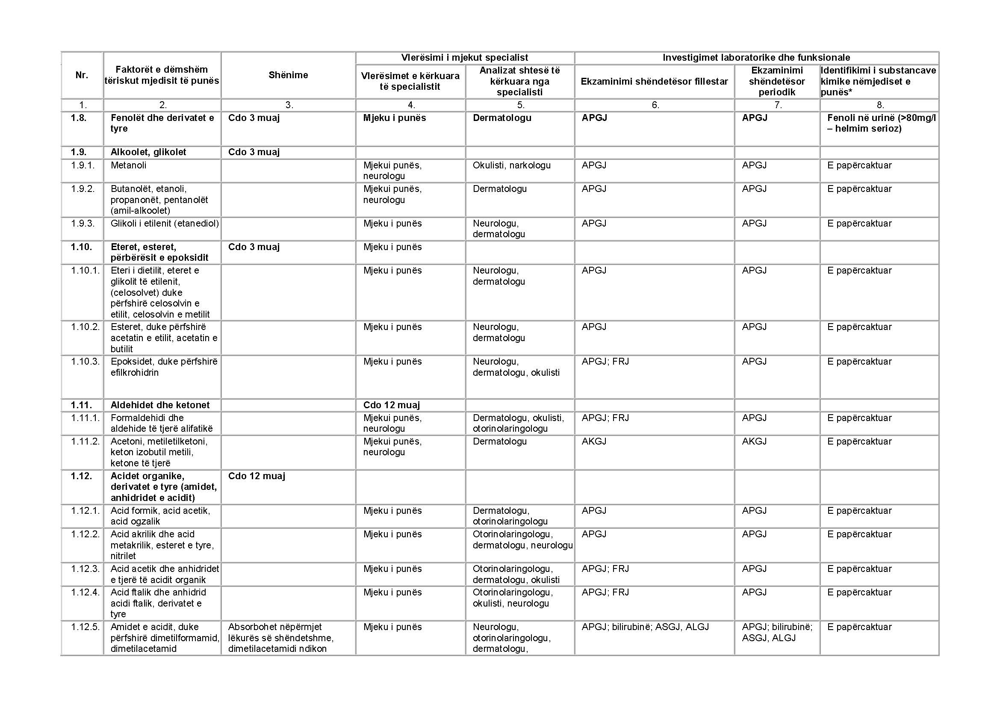 Nr.
Faktorët e dëmshëm
tëriskut mjedisit të punës
Shënime
Vlerësimi i mjekut specialist
Investigimet laboratorike dhe funksionale
Vlerësimet e kërkuara
të specialistit
Analizat shtesë të
kërkuara nga
specialisti
Ekzaminimi shëndetësor fillestar
Ekzaminimi
shëndetësor
periodik
Identifikimi i substancave
kimike nëmjediset e
punës*
1. 2. 3. 4. 5. 6. 7. 8.
1.8. Fenolët dhe derivatet e Cdo 3 muaj Mjeku i punës Dermatologu APGJ APGJ Fenoli në urinë (>80mg/l
tyre – helmim serioz)
1.9. Alkoolet, glikolet Cdo 3 muaj
1.9.1. Metanoli Mjekui punës, Okulisti, narkologu APGJ APGJ E papërcaktuar
neurologu
1.9.2. Butanolët, etanoli, Mjekui punës, Dermatologu APGJ APGJ E papërcaktuar
propanonët, pentanolët neurologu
(amil-alkoolet)
1.9.3. Glikoli i etilenit (etanediol) Mjeku i punës Neurologu, APGJ APGJ E papërcaktuar
dermatologu
1.10. Eteret, esteret, Cdo 3 muaj Mjeku i punës
përbërësit e epoksidit
1.10.1. Eteri i dietilit, eteret e Mjeku i punës Neurologu, APGJ APGJ E papërcaktuar
glikolit të etilenit, dermatologu
(celosolvet) duke
përfshirë celosolvin e
etilit, celosolvin e metilit
1.10.2. Esteret, duke përfshirë Mjeku i punës Neurologu, APGJ APGJ E papërcaktuar
acetatin e etilit, acetatin e dermatologu
butilit
1.10.3. Epoksidet, duke përfshirë Mjeku i punës Neurologu, APGJ; FRJ APGJ E papërcaktuar
efilkrohidrin dermatologu, okulisti
1.11. Aldehidet dhe ketonet Cdo 12 muaj
1.11.1. Formaldehidi dhe Mjekui punës, Dermatologu, okulisti, APGJ; FRJ APGJ E papërcaktuar
aldehide të tjerë alifatikë neurologu otorinolaringologu
1.11.2. Acetoni, metiletilketoni, Mjekui punës, Dermatologu AKGJ AKGJ E papërcaktuar
keton izobutil metili, neurologu
ketone të tjerë
1.12. Acidet organike, Cdo 12 muaj
derivatet e tyre (amidet,
anhidridet e acidit)
1.12.1. Acid formik, acid acetik, Mjeku i punës Dermatologu, APGJ APGJ E papërcaktuar
acid ogzalik otorinolaringologu
1.12.2. Acid akrilik dhe acid Mjeku i punës Otorinolaringologu, APGJ APGJ E papërcaktuar
metakrilik, esteret e tyre, dermatologu, neurologu
nitrilet
1.12.3. Acid acetik dhe anhidridet Mjeku i punës Otorinolaringologu, APGJ; FRJ APGJ E papërcaktuar
e tjerë të acidit organik dermatologu, okulisti
1.12.4. Acid ftalik dhe anhidrid Mjeku i punës Otorinolaringologu, APGJ; FRJ APGJ E papërcaktuar
acidi ftalik, derivatet e okulisti, neurologu
tyre
1.12.5. Amidet e acidit, duke Absorbohet nëpërmjet Mjeku i punës Neurologu, APGJ; bilirubinë; ASGJ, ALGJ APGJ; bilirubinë; E papërcaktuar
përfshirë dimetilformamid, lëkurës së shëndetshme, otorinolaringologu, ASGJ, ALGJ
dimetilacetamid dimetilacetamidi ndikon dermatologu,